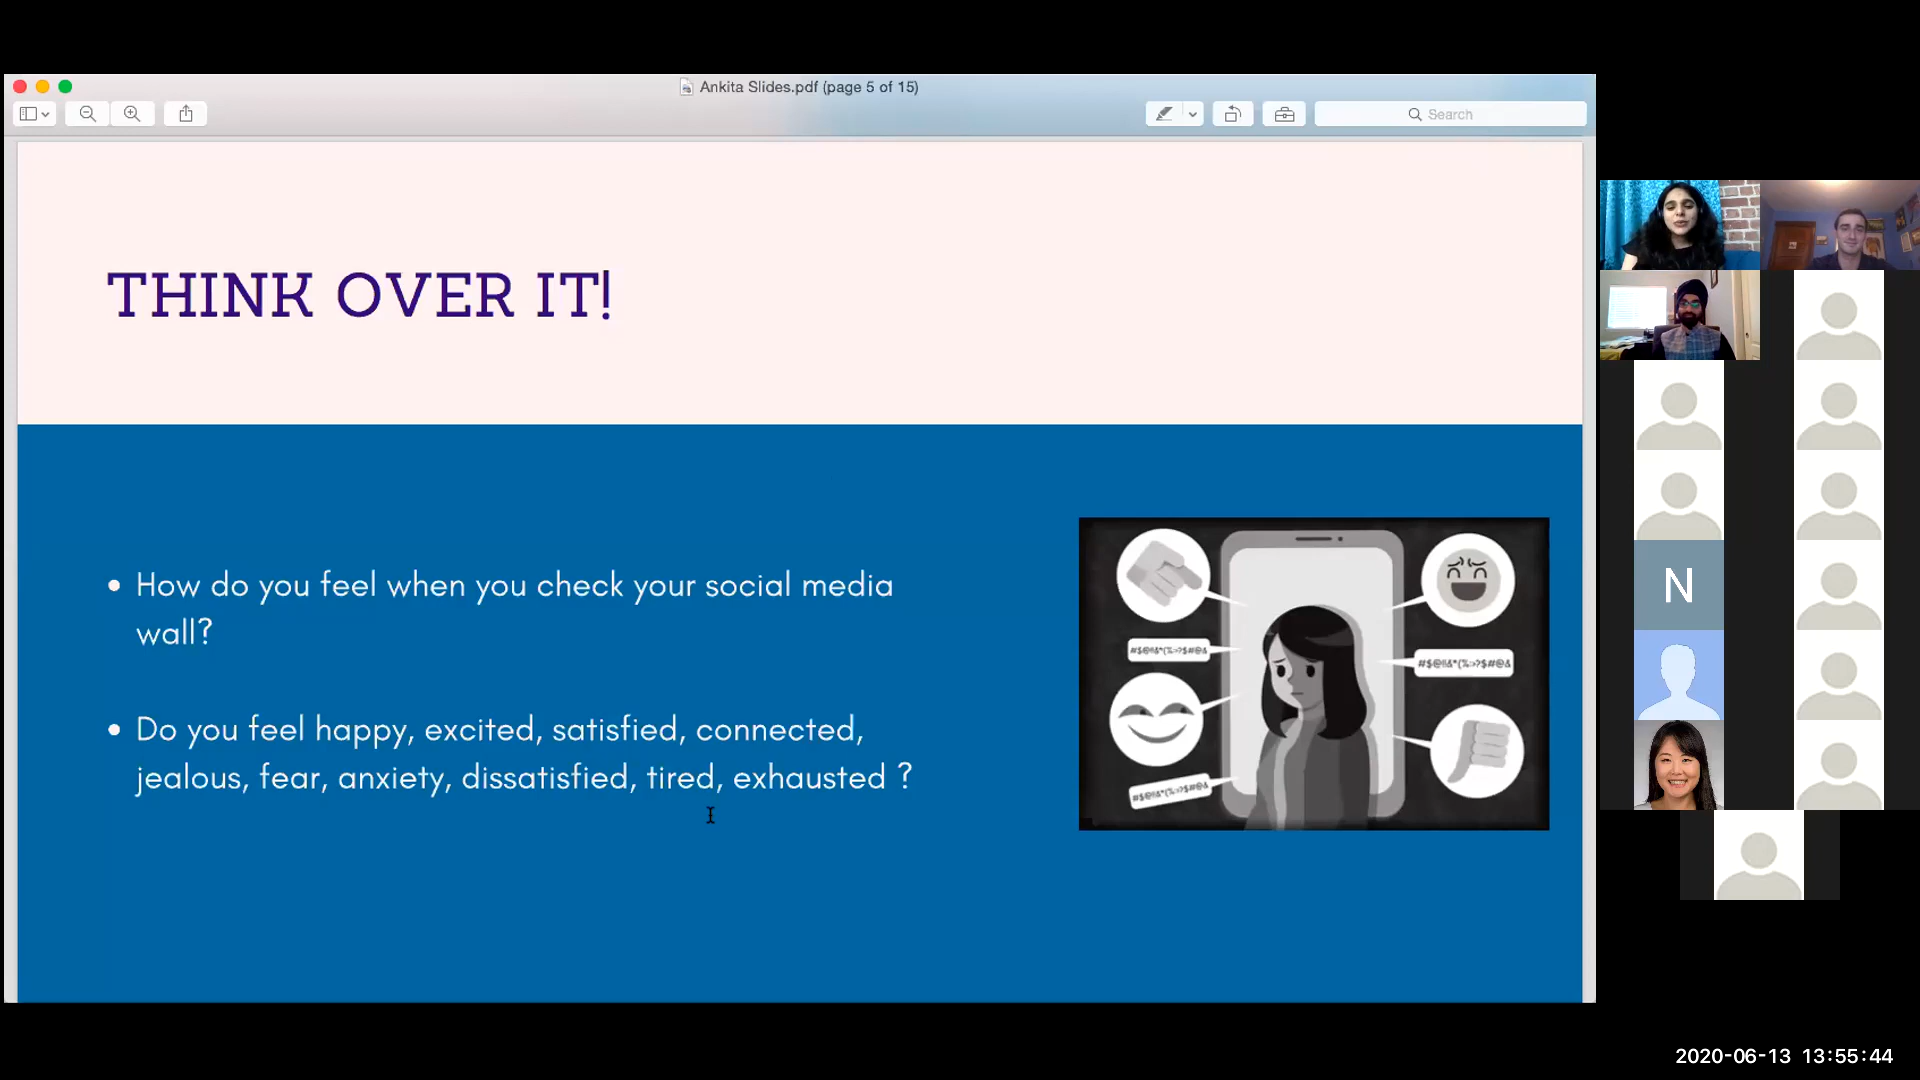 Ankita Slides.pdf (page 5 of 15)
Search
THINK OVER IT!
How do you feel when you check your social media
wall?
Do you feel happy, excited, satisfied, connected,
jealous, fear, anxiety, dissatisfied, tired, exhausted ?
N
2020-06-13 13:55:44